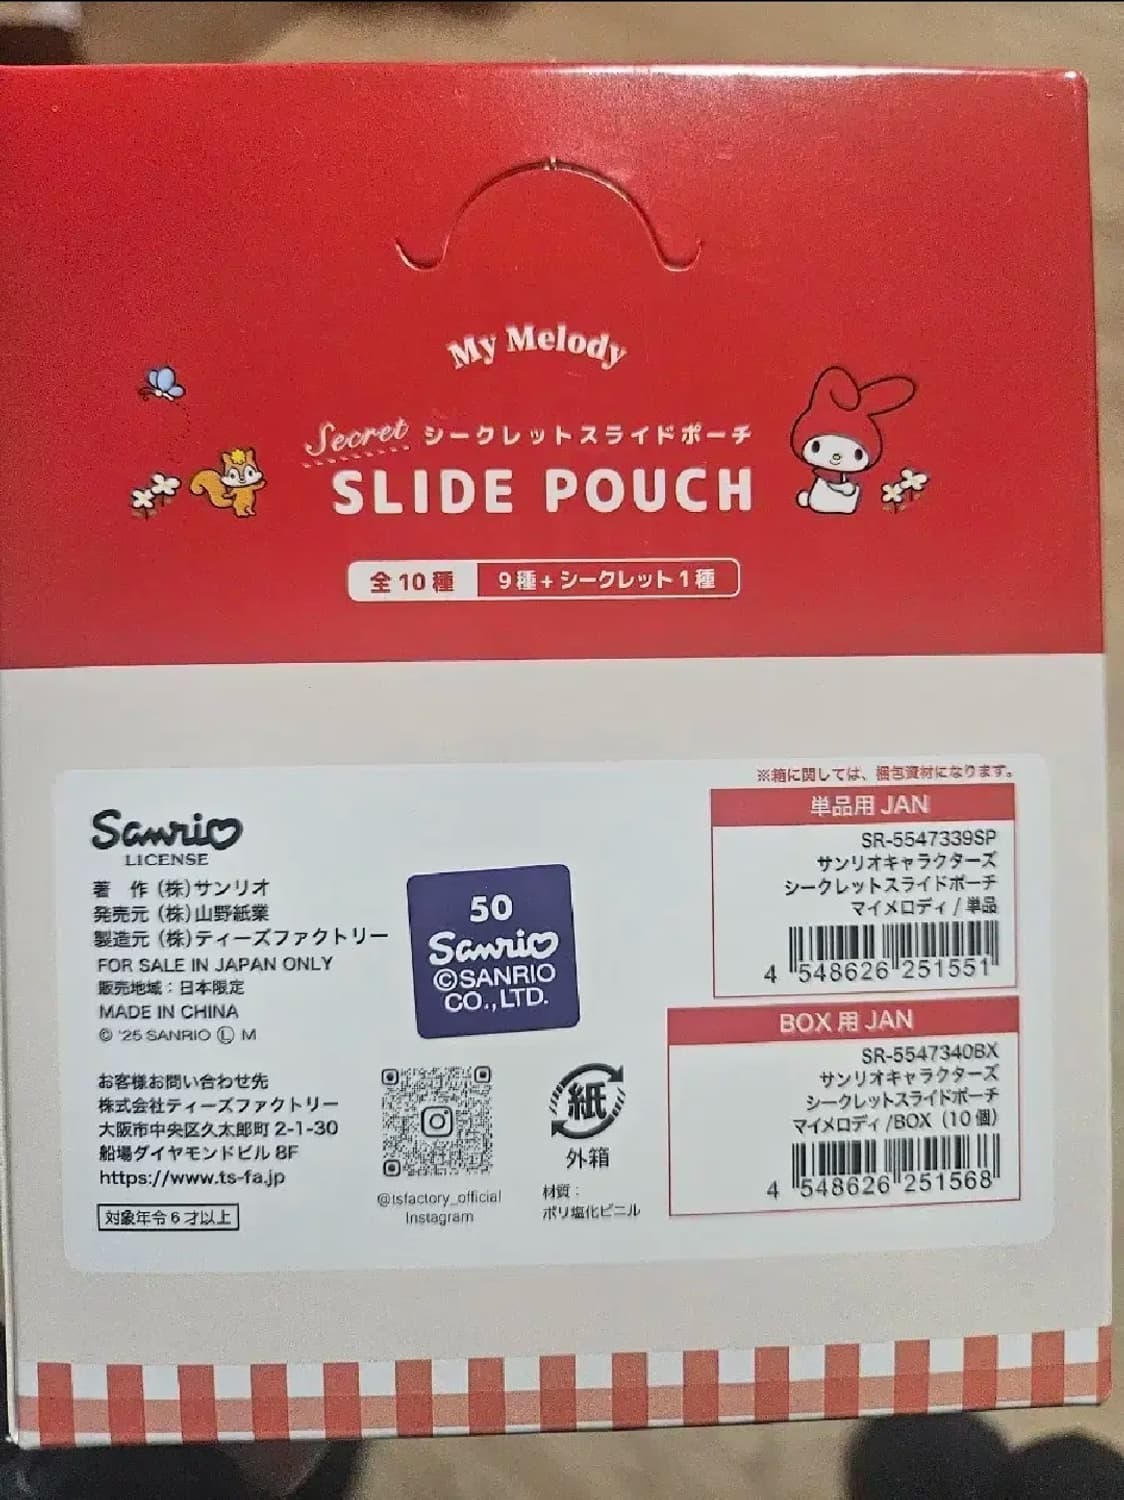 My Melody
Secret シークレットスライドポーチ
SLIDE POUCH
全10種 9種+シークレット1種
※箱に関しては、梱包資材になります。
Sanrio
LICENSE
著 作 (株)サンリオ
発売元 (株)山野紙業
製造元 (株)ティーズファクトリー
FOR SALE IN JAPAN ONLY
販売地域：日本限定
MADE IN CHINA
© '25 SANRIO Ⓛ M
お客様お問い合わせ先
株式会社ティーズファクトリー
大阪市中央区久太郎町 2-1-30
船場ダイヤモンドビル 8F
https://www.ts-fa.jp
対象年令6才以上
50
Sanrio
©SANRIO
CO., LTD.
@tsfactory_official
Instagram
紙
外箱
材質：
ポリ塩化ビニル
単品用 JAN
SR-5547339SP
サンリオキャラクターズ
シークレットスライドポーチ
マイメロディ / 単品
4 548626 251551
BOX 用 JAN
SR-5547340BX
サンリオキャラクターズ
シークレットスライドポーチ
マイメロディ /BOX（10個）
4 548626 251568